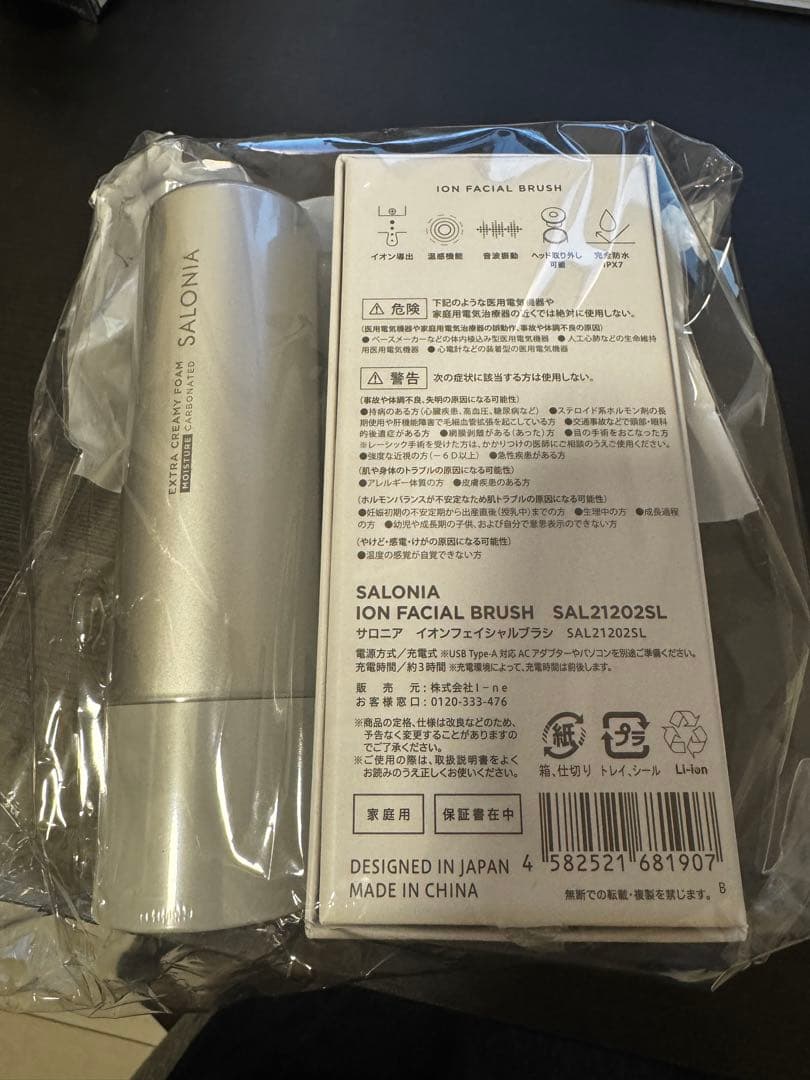 SALONIA
EXTRA CREAMY FOAM
MOISTURE CARBONATED
ION FACIAL BRUSH
イオン導出
温感機能
音波振動
ヘッド取り外し
可能
完全防水
IPX7
危険
下記のような医用電気機器や
家庭用電気治療器の近くでは絶対に使用しない。
(医用電気機器や家庭用電気治療器の誤動作、事故や体調不良の原因)
●ペースメーカーなどの体内植込み型医用電気機器 ●人工心肺などの生命維持
用医用電気機器 ●心電計などの装着型の医用電気機器
警告
次の症状に該当する方は使用しない。
(事故や体調不良、失明の原因になる可能性)
●持病のある方(心臓疾患、高血圧、糖尿病など) ●ステロイド系ホルモン剤の長
期使用や肝機能障害で毛細血管拡張を起こしている方 ●交通事故などで頭部・眼科
的後遺症がある方 ●網膜剥離がある(あった)方 ●目の手術をおこなった方
※レーシック手術を受けた方は、かかりつけの医師にご相談のうえご使用ください。
●強度な近視の方(−6D以上) ●急性疾患がある方
(肌や身体のトラブルの原因になる可能性)
●アレルギー体質の方 ●皮膚疾患のある方
(ホルモンバランスが不安定なため肌トラブルの原因になる可能性)
●妊娠初期の不安定期から出産直後(授乳中)までの方 ●生理中の方 ●成長過程
の方 ●幼児や成長期の子供、および自分で意思表示のできない方
(やけど・感電・けがの原因になる可能性)
●温度の感覚が自覚できない方
SALONIA
ION FACIAL BRUSH SAL21202SL
サロニア イオンフェイシャルブラシ SAL21202SL
電源方式/充電式 ※USB Type-A 対応 AC アダプターやパソコンを別途ご準備ください。
充電時間/約3時間 ※充電環境によって、充電時間は前後します。
販売元:株式会社I-ne
お客様窓口:0120-333-476
※商品の定格、仕様は改良などのため、
予告なく変更することがありますの
でご了承ください。
※ご使用の際は、取扱説明書をよく
お読みのうえ正しくお使いください。
紙
箱、仕切り
プラ
トレイ、シール
Li-ion
家庭用
保証書在中
DESIGNED IN JAPAN
MADE IN CHINA
4 582521 681907
無断での転載・複製を禁じます。
B